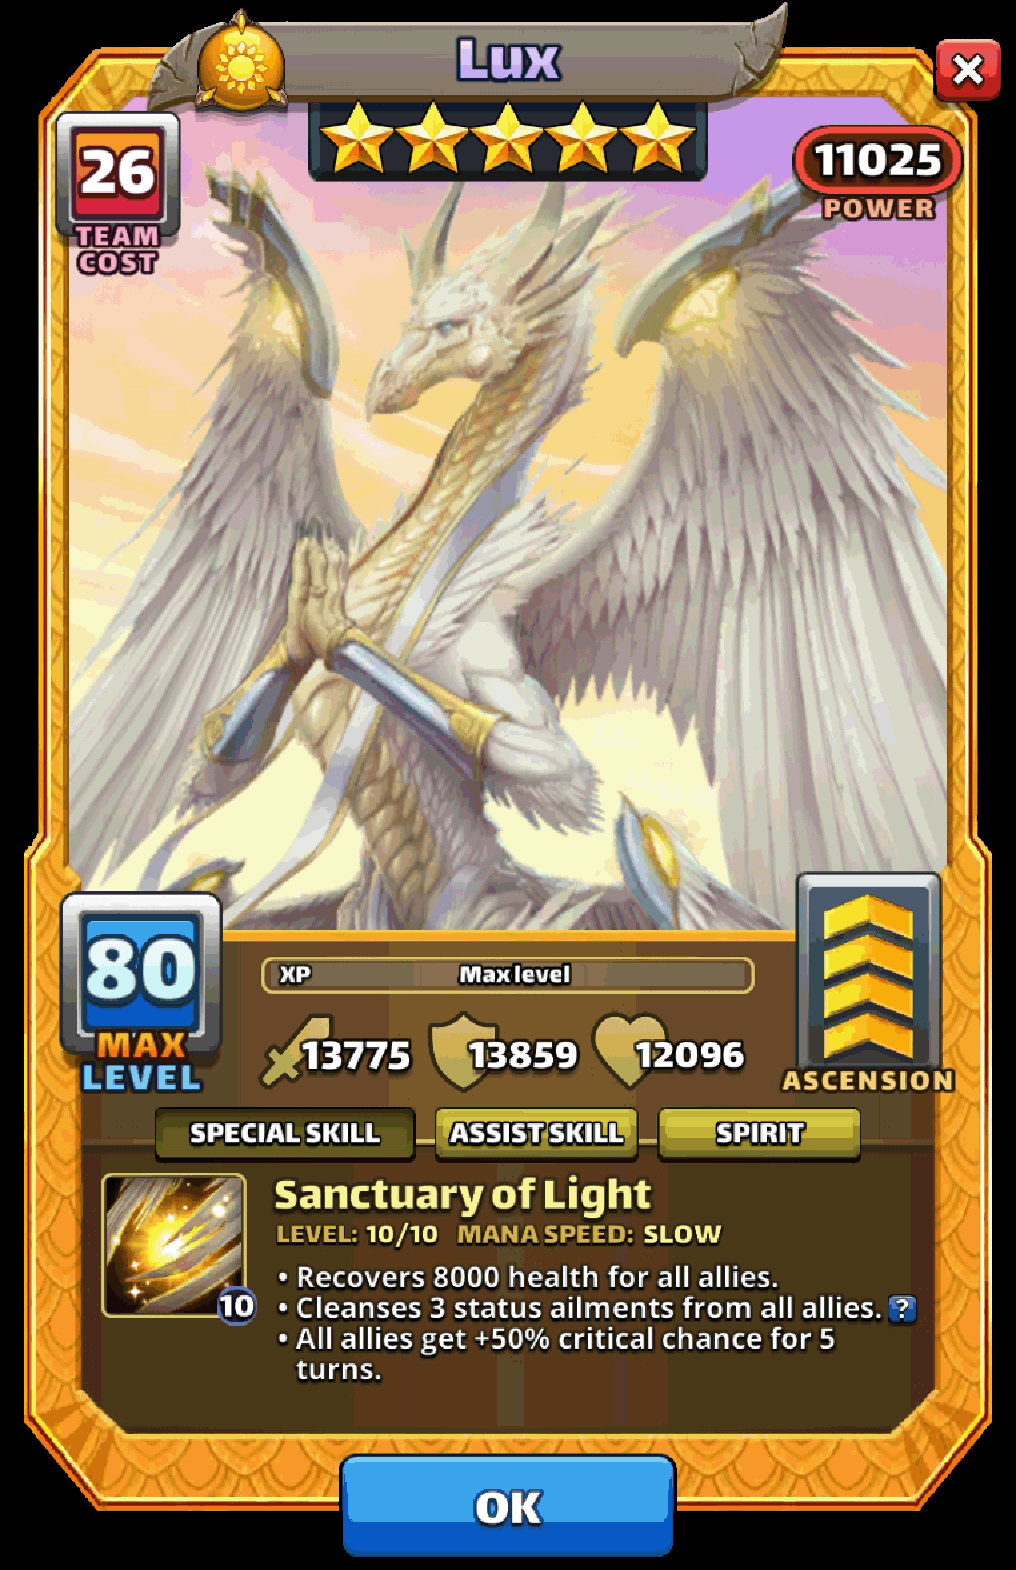 Lux
26
TEAM
COST
11025
POWER
80
MAX
LEVEL
XP Max level
13775 13859 12096
ASCENSION
SPECIAL SKILL ASSIST SKILL SPIRIT
Sanctuary of Light
LEVEL: 10/10 MANA SPEED: SLOW
10
• Recovers 8000 health for all allies.
• Cleanses 3 status ailments from all allies. ?
• All allies get +50% critical chance for 5
turns.
OK